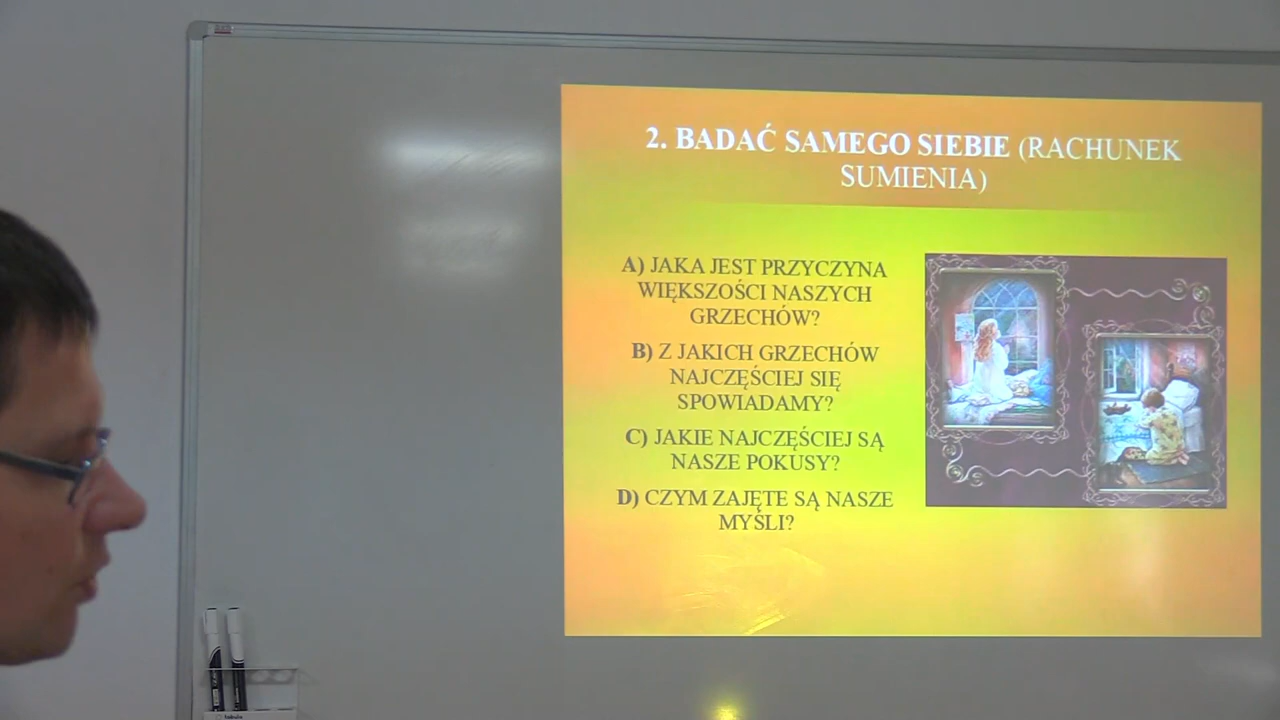 2. BADAĆ SAMEGO SIEBIE (RACHUNEK
SUMIENIA)
A) JAKA JEST PRZYCZYNA
WIĘKSZOŚCI NASZYCH
GRZECHÓW?
B) Z JAKICH GRZECHÓW
NAJCZĘŚCIEJ SIĘ
SPOWIADAMY?
C) JAKIE NAJCZĘŚCIEJ SĄ
NASZE POKUSY?
D) CZYM ZAJĘTE SĄ NASZE
MYŚLI?